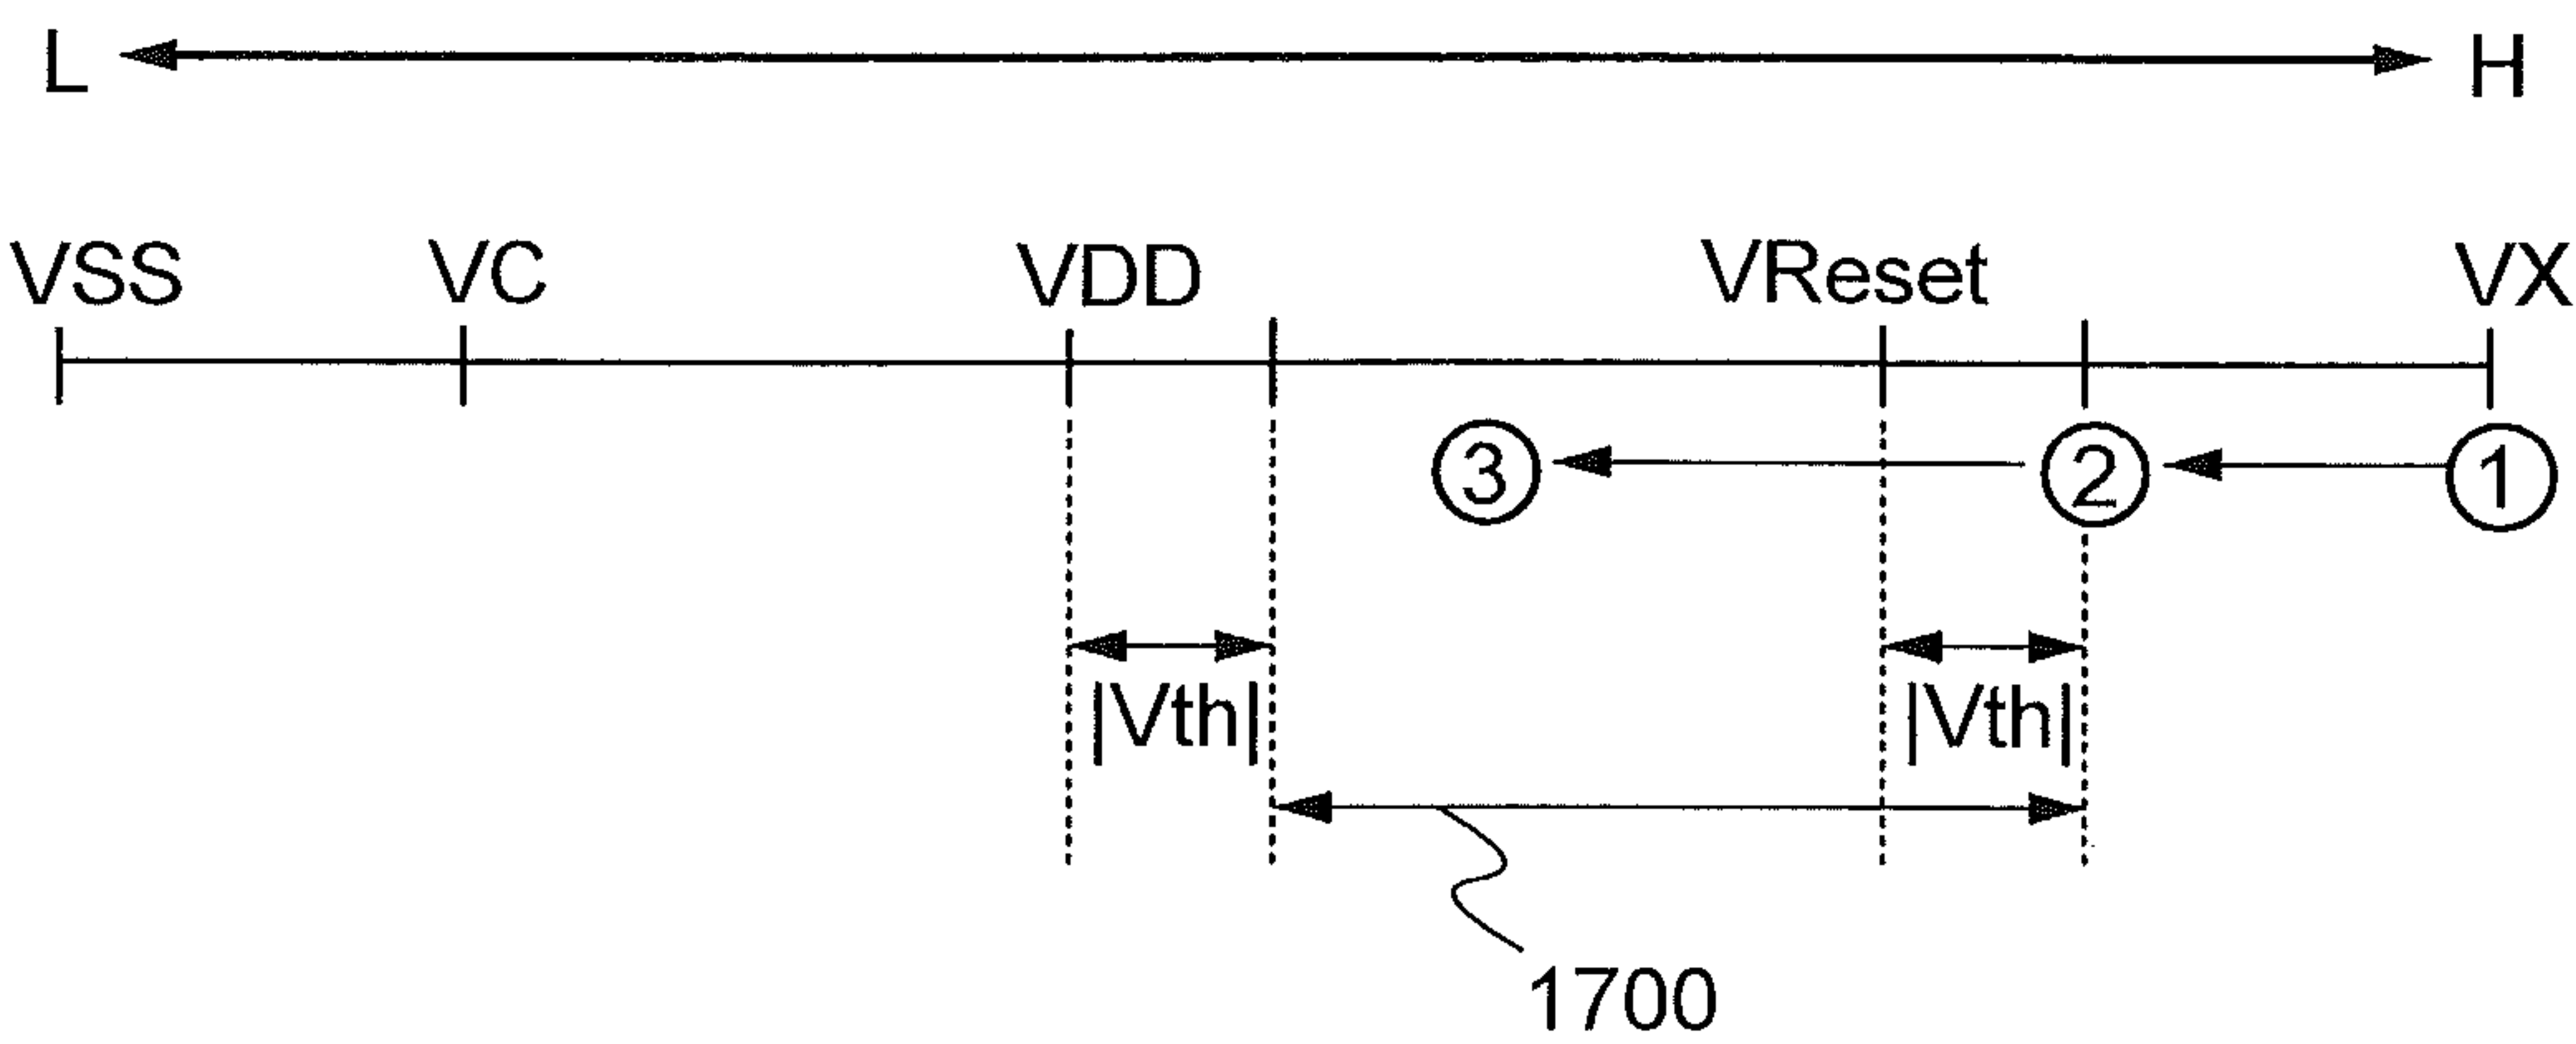 L H
VSS VC VDD VReset VX
③ ② ①
|Vth| |Vth|
1700